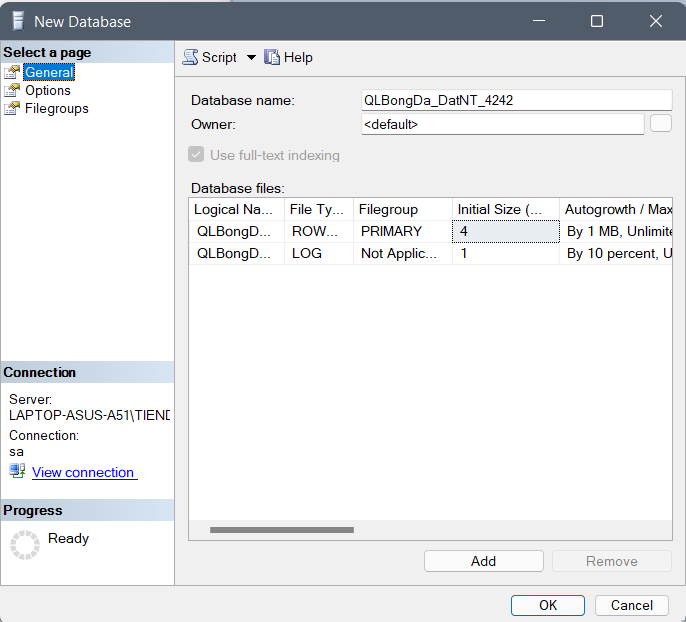 New Database
Select a page
General
Options
Filegroups
Script
Help
Database name:
QLBongDa_DatNT_4242
Owner:
<default>
Use full-text indexing
Database files:
Logical Na... File Ty... Filegroup Initial Size (... Autogrowth / Max
QLBongD... ROW... PRIMARY 4 By 1 MB, Unlimite
QLBongD... LOG Not Applic... 1 By 10 percent, U
Connection
Server:
LAPTOP-ASUS-A51\TIEND
Connection:
sa
View connection
Progress
Ready
Add
Remove
OK
Cancel